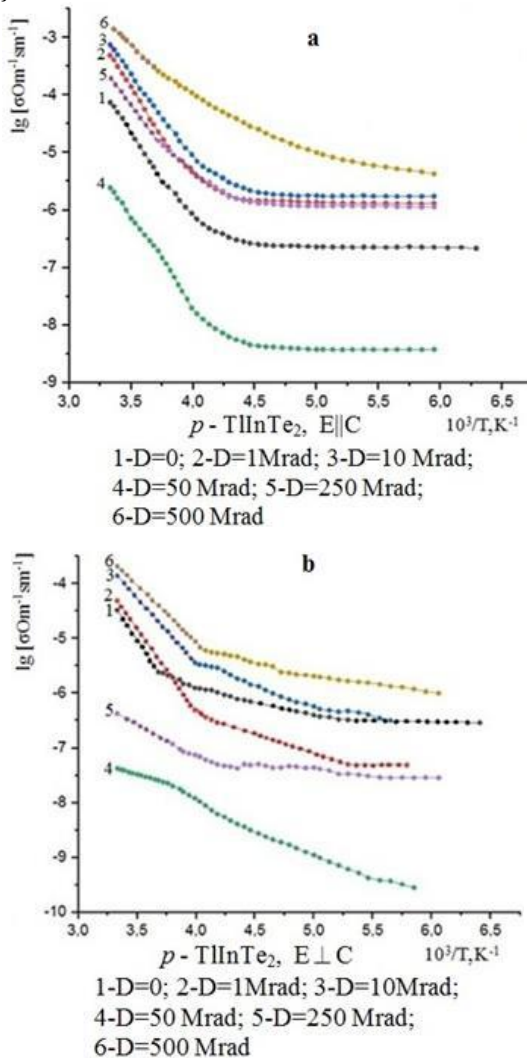 a
lg [σOm⁻¹sm⁻¹]
-3
-4
-5
-6
-7
-8
-9
6
3
2
5
1
4
3,0 3,5 4,0 4,5 5,0 5,5 6,0
p - TlInTe₂, E||C 10³/T,K⁻¹
1-D=0; 2-D=1Mrad; 3-D=10 Mrad;
4-D=50 Mrad; 5-D=250 Mrad;
6-D=500 Mrad
b
lg [σOm⁻¹sm⁻¹]
-4
-5
-6
-7
-8
-9
-10
6
3
2
1
5
4
3,0 3,5 4,0 4,5 5,0 5,5 6,0 6,5
p - TlInTe₂, E⊥C 10³/T,K⁻¹
1-D=0; 2-D=1Mrad; 3-D=10Mrad;
4-D=50 Mrad; 5-D=250 Mrad;
6-D=500 Mrad